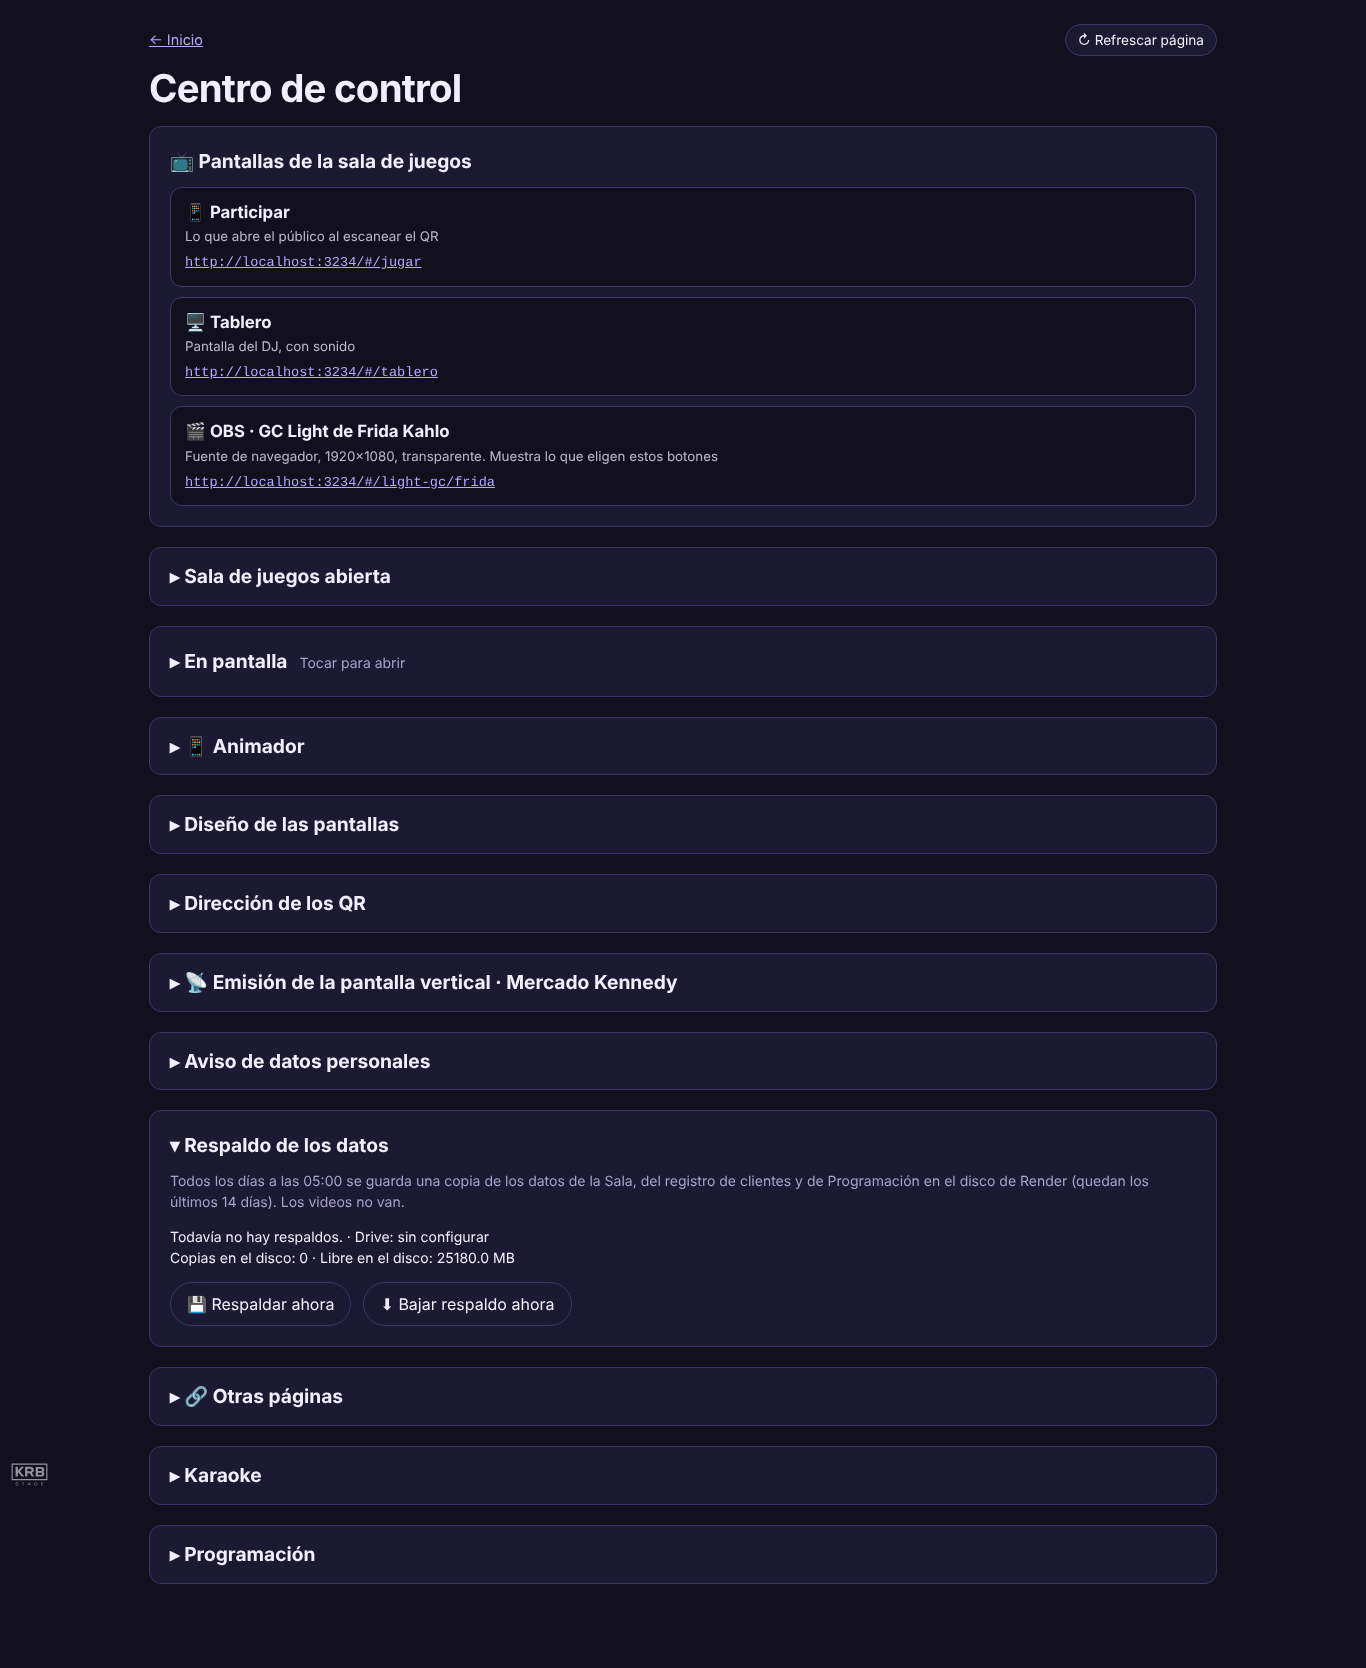 ← Inicio
↻ Refrescar página
Centro de control
📺 Pantallas de la sala de juegos
📱 Participar
Lo que abre el público al escanear el QR
http://localhost:3234/#/jugar
🖥️ Tablero
Pantalla del DJ, con sonido
http://localhost:3234/#/tablero
🎬 OBS · GC Light de Frida Kahlo
Fuente de navegador, 1920×1080, transparente. Muestra lo que eligen estos botones
http://localhost:3234/#/light-gc/frida
▸ Sala de juegos abierta
▸ En pantalla Tocar para abrir
▸ 📱 Animador
▸ Diseño de las pantallas
▸ Dirección de los QR
▸ 📡 Emisión de la pantalla vertical · Mercado Kennedy
▸ Aviso de datos personales
▾ Respaldo de los datos
Todos los días a las 05:00 se guarda una copia de los datos de la Sala, del registro de clientes y de Programación en el disco de Render (quedan los
últimos 14 días). Los videos no van.
Todavía no hay respaldos. · Drive: sin configurar
Copias en el disco: 0 · Libre en el disco: 25180.0 MB
💾 Respaldar ahora
⬇ Bajar respaldo ahora
▸ 🔗 Otras páginas
KRB
▸ Karaoke
▸ Programación